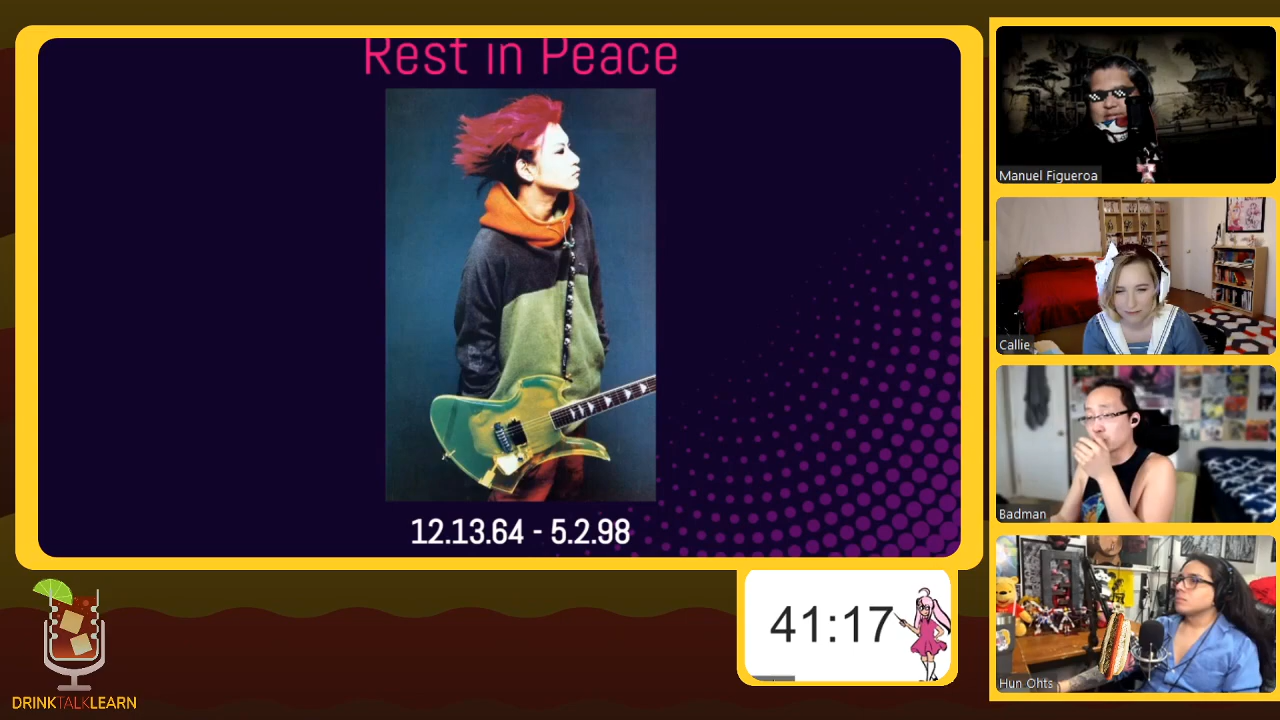 Rest in Peace
12.13.64 - 5.2.98
Manuel Figueroa
Callie
Badman
Hun Ohts
41:17
DRINKTALKLEARN